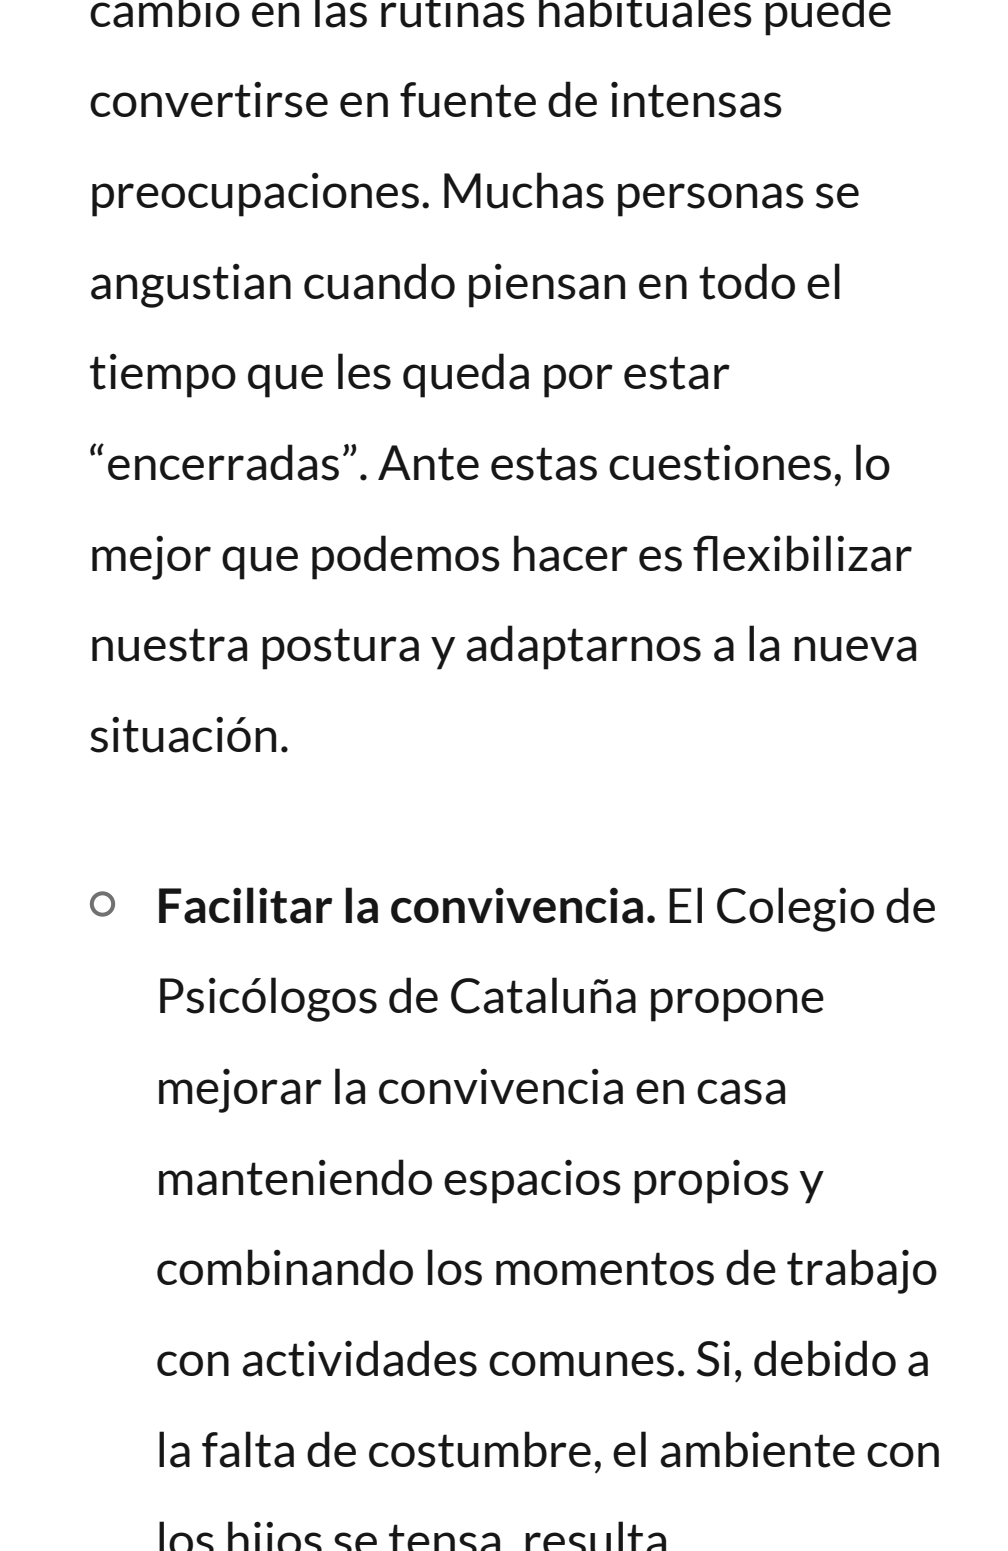 cambio en las rutinas habituales puede
convertirse en fuente de intensas
preocupaciones. Muchas personas se
angustian cuando piensan en todo el
tiempo que les queda por estar
“encerradas”. Ante estas cuestiones, lo
mejor que podemos hacer es flexibilizar
nuestra postura y adaptarnos a la nueva
situación.
Facilitar la convivencia. El Colegio de
Psicólogos de Cataluña propone
mejorar la convivencia en casa
manteniendo espacios propios y
combinando los momentos de trabajo
con actividades comunes. Si, debido a
la falta de costumbre, el ambiente con
los hijos se tensa, resulta